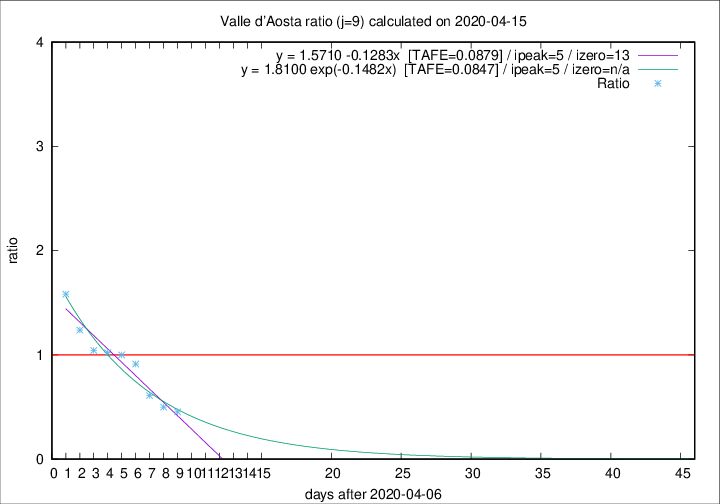 Valle d'Aosta ratio (j=9) calculated on 2020-04-15
y = 1.5710 -0.1283x [TAFE=0.0879] / ipeak=5 / izero=13
y = 1.8100 exp(-0.1482x) [TAFE=0.0847] / ipeak=5 / izero=n/a
Ratio
4
3
2
1
0
ratio
0 1 2 3 4 5 6 7 8 9 10 11 12 13 14 15 20 25 30 35 40 45
days after 2020-04-06